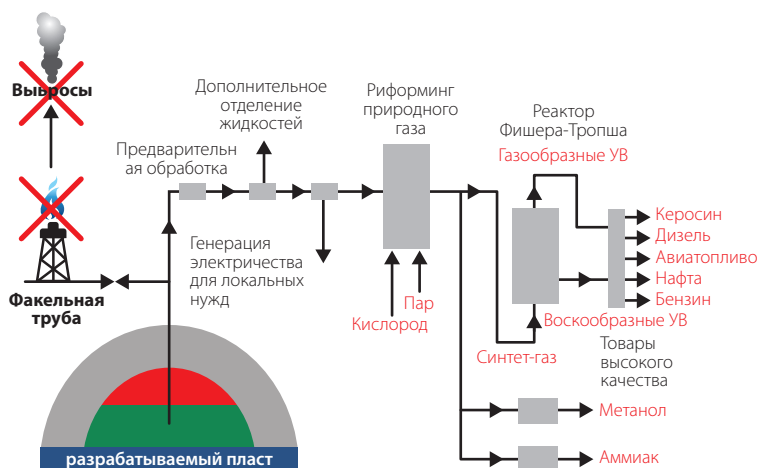 Выбросы
Дополнительное
отделение
жидкостей
Риформинг
природного
газа
Реактор
Фишера-Тропша
Газообразные УВ
Предварительн
ая обработка
Керосин
Дизель
Авиатопливо
Нафта
Бензин
Генерация
электричества
для локальных
нужд
Факельная
труба
Пар
Кислород
Воскообразные УВ
Синтет-газ
Товары
высокого
качества
Метанол
Аммиак
разрабатываемый пласт